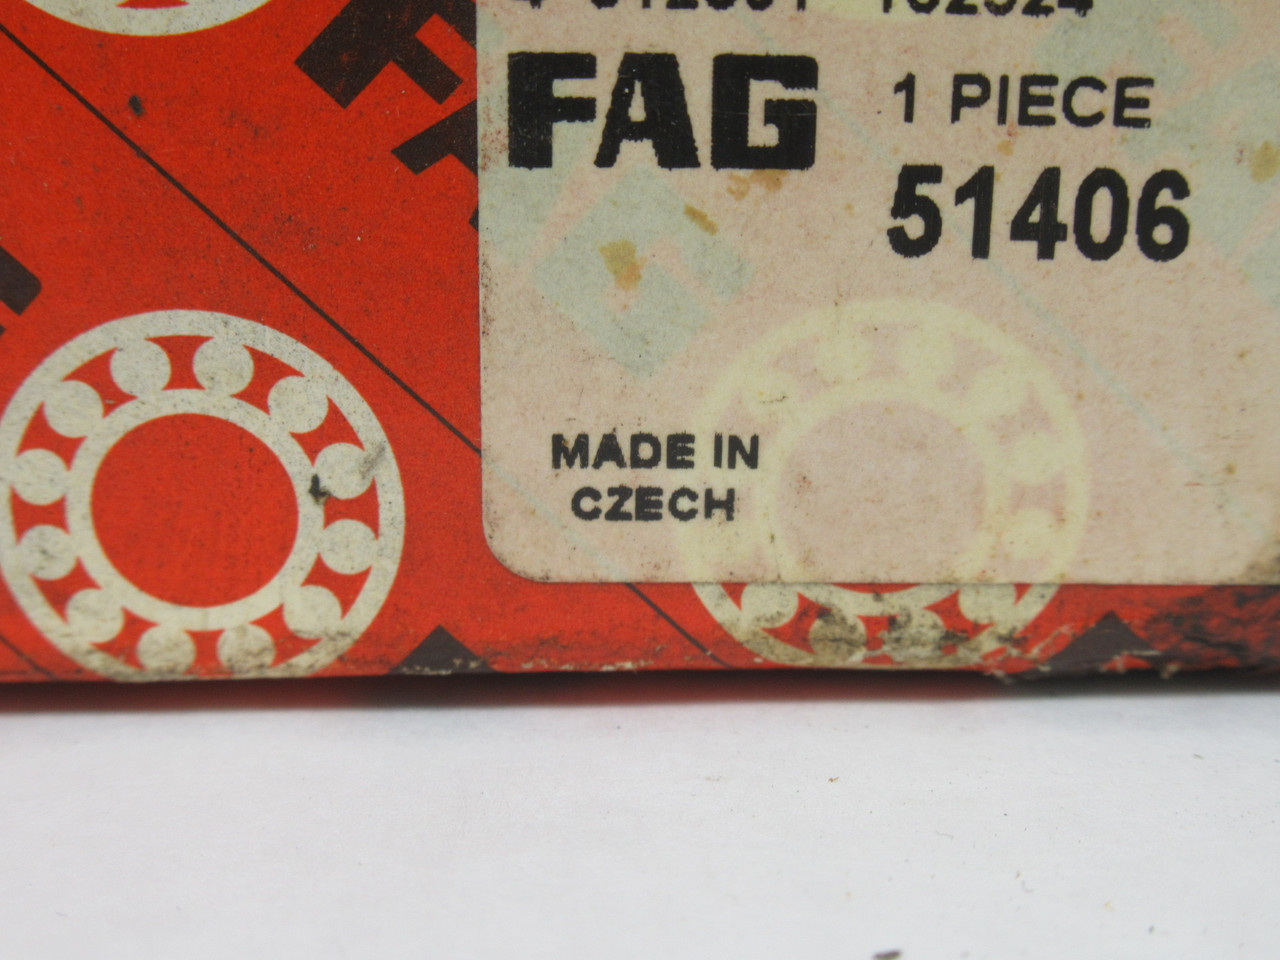 FAG
1 PIECE
51406
MADE IN
CZECH